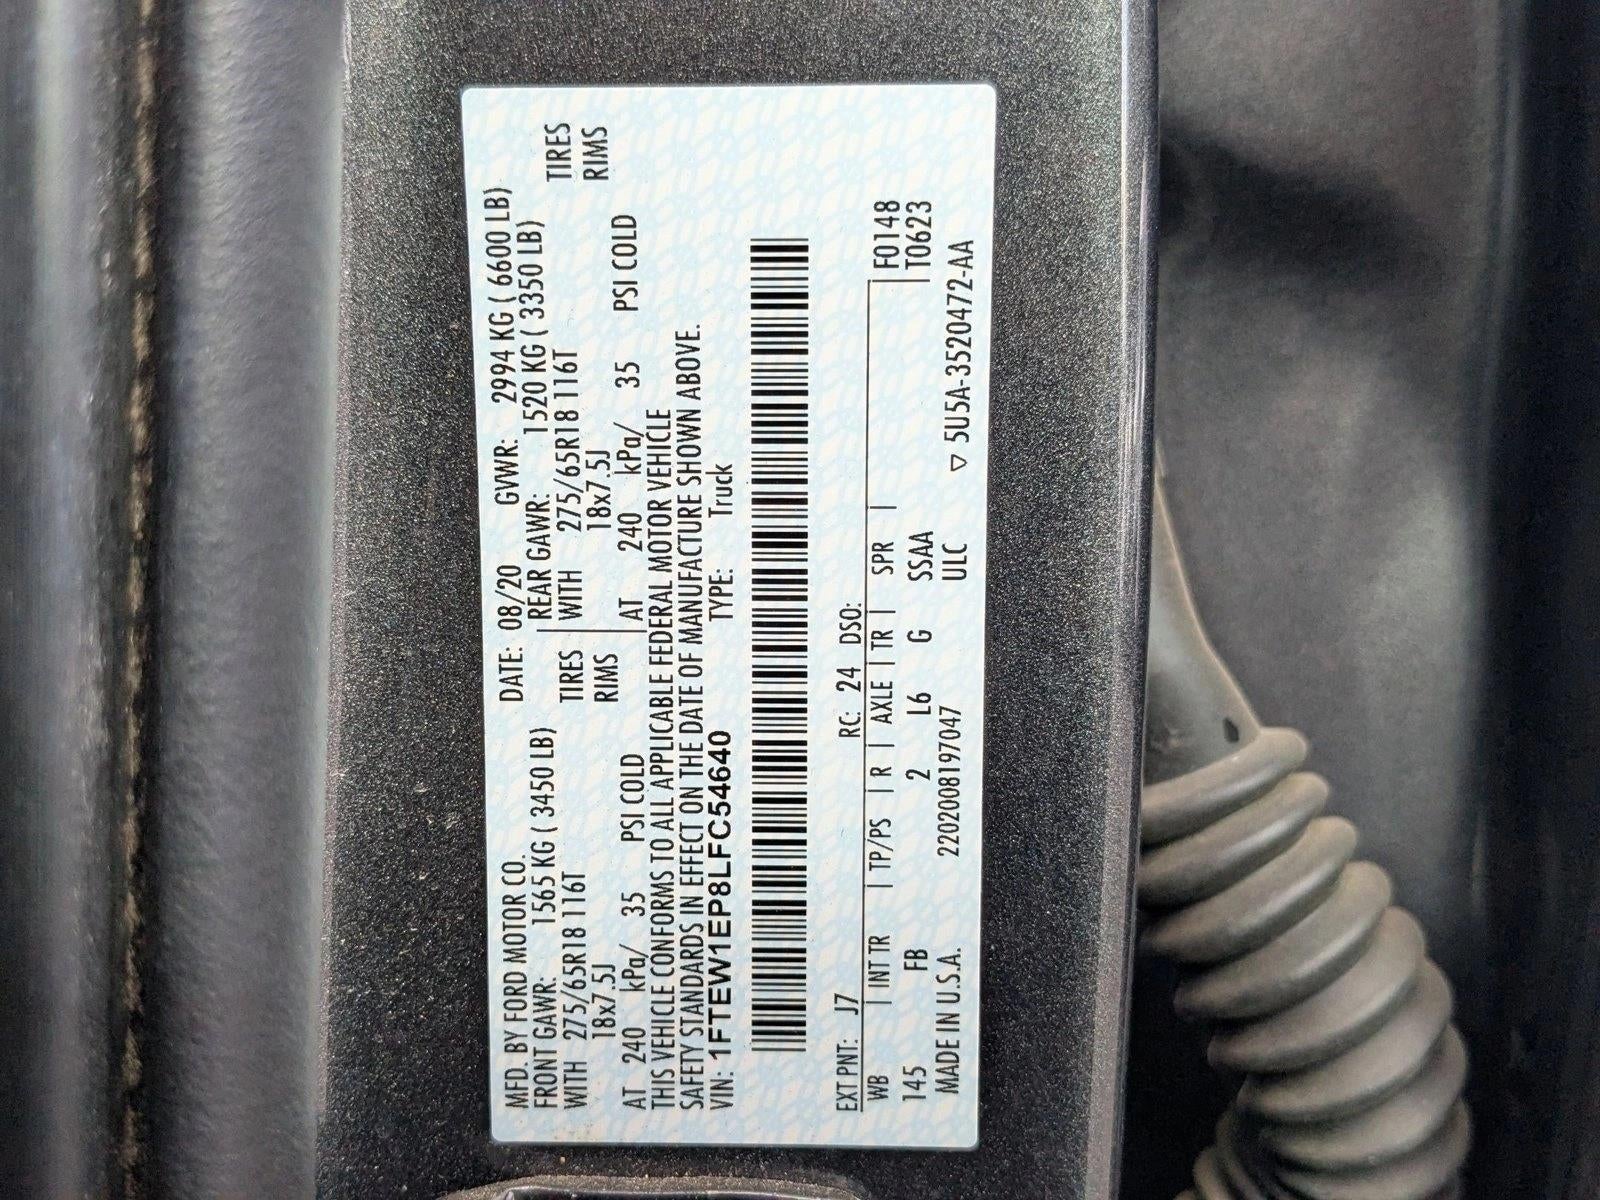 MFD. BY FORD MOTOR CO. DATE: 08/20 GVWR: 2994 KG ( 6600 LB)
FRONT GAWR: 1565 KG ( 3450 LB) REAR GAWR: 1520 KG ( 3350 LB)
WITH 275/65R18 116T TIRES WITH 275/65R18 116T TIRES
18x7.5J RIMS 18x7.5J RIMS
AT 240 kPa/ 35 PSI COLD AT 240 kPa/ 35 PSI COLD
THIS VEHICLE CONFORMS TO ALL APPLICABLE FEDERAL MOTOR VEHICLE
SAFETY STANDARDS IN EFFECT ON THE DATE OF MANUFACTURE SHOWN ABOVE.
VIN: 1FTEW1EP8LFC54640 TYPE: Truck
EXT PNT: J7 RC: 24 DSO:
WB | INT TR | TP/PS | R | AXLE | TR | SPR | F0148
145 FB 2 L6 G SSAA T0623
MADE IN U.S.A. 220200819​7047 ULC ▽ 5U5A-3520472-AA